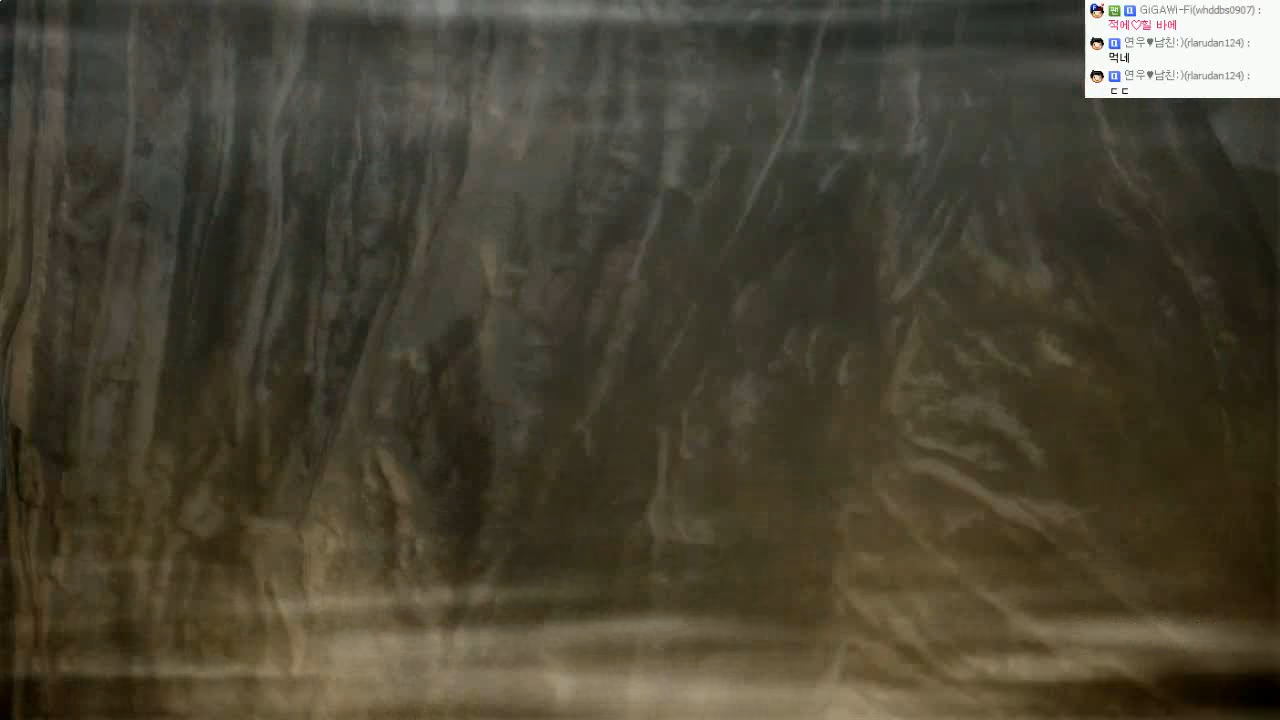 팬 GiGAWi-Fi(whddbs0907) :
적에♡힐 바에
연우♥남친:)(rlarudan124) :
먹네
연우♥남친:)(rlarudan124) :
ㄷㄷ